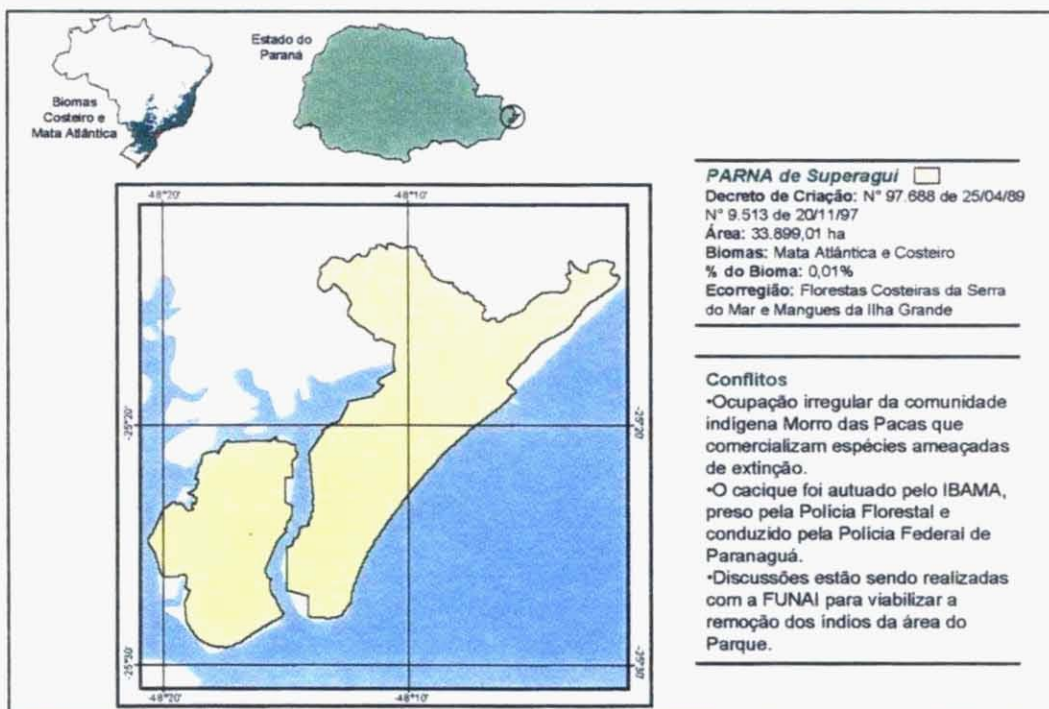 Estado do
Paraná
Biomas
Costeiro e
Mata Atlântica
-48°20'
-48°10'
-25°20'
-25°20'
-25°30'
-25°30'
-48°20'
-48°10'
PARNA de Superagui
Decreto de Criação: N° 97.688 de 25/04/89
N° 9.513 de 20/11/97
Área: 33.899,01 ha
Biomas: Mata Atlântica e Costeiro
% do Bioma: 0,01%
Ecorregião: Florestas Costeiras da Serra
do Mar e Mangues da Ilha Grande
Conflitos
•Ocupação irregular da comunidade
indígena Morro das Pacas que
comercializam espécies ameaçadas
de extinção.
•O cacique foi autuado pelo IBAMA,
preso pela Polícia Florestal e
conduzido pela Polícia Federal de
Paranaguá.
•Discussões estão sendo realizadas
com a FUNAI para viabilizar a
remoção dos índios da área do
Parque.